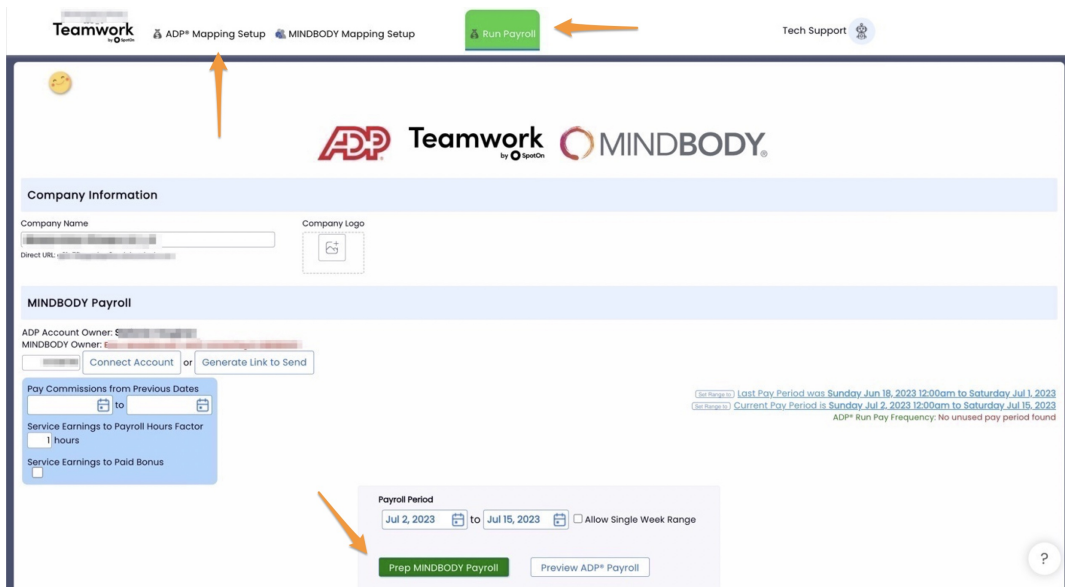 Teamwork
by SpotOn
ADP® Mapping Setup
MINDBODY Mapping Setup
Run Payroll
Tech Support
ADP Teamwork by SpotOn MINDBODY®
Company Information
Company Name
Company Logo
Direct URL:
MINDBODY Payroll
ADP Account Owner:
MINDBODY Owner:
Connect Account or Generate Link to Send
Pay Commissions from Previous Dates
to
Service Earnings to Payroll Hours Factor
1 hours
Service Earnings to Paid Bonus
Set Range to Last Pay Period was Sunday Jun 18, 2023 12:00am to Saturday Jul 1, 2023
Set Range to Current Pay Period is Sunday Jul 2, 2023 12:00am to Saturday Jul 15, 2023
ADP® Run Pay Frequency: No unused pay period found
Payroll Period
Jul 2, 2023 to Jul 15, 2023 Allow Single Week Range
Prep MINDBODY Payroll
Preview ADP® Payroll
?